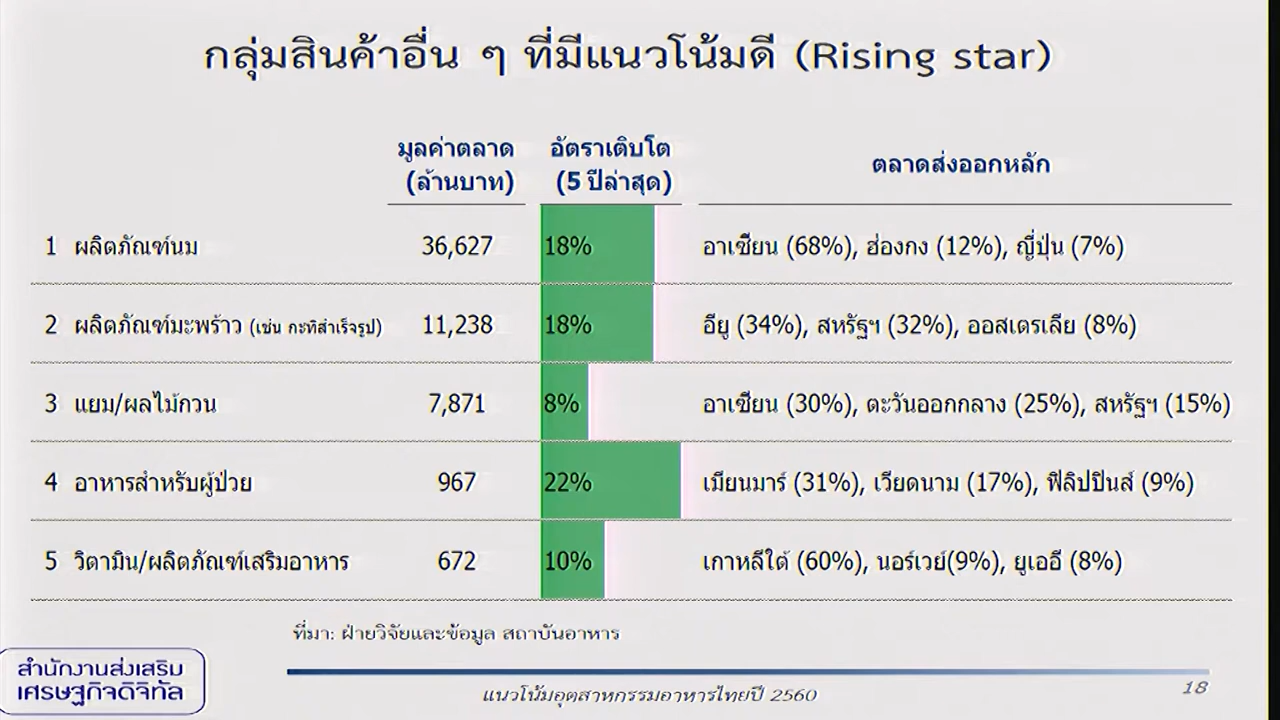 กลุ่มสินค้าอื่น ๆ ที่มีแนวโน้มดี (Rising star)
มูลค่าตลาด (ล้านบาท) อัตราเติบโต (5 ปีล่าสุด) ตลาดส่งออกหลัก
1 ผลิตภัณฑ์นม 36,627 18% อาเซียน (68%), ฮ่องกง (12%), ญี่ปุ่น (7%)
2 ผลิตภัณฑ์มะพร้าว (เช่น กะทิสำเร็จรูป) 11,238 18% อียู (34%), สหรัฐฯ (32%), ออสเตรเลีย (8%)
3 แยม/ผลไม้กวน 7,871 8% อาเซียน (30%), ตะวันออกกลาง (25%), สหรัฐฯ (15%)
4 อาหารสำหรับผู้ป่วย 967 22% เมียนมาร์ (31%), เวียดนาม (17%), ฟิลิปปินส์ (9%)
5 วิตามิน/ผลิตภัณฑ์เสริมอาหาร 672 10% เกาหลีใต้ (60%), นอร์เวย์(9%), ยูเออี (8%)
ที่มา: ฝ่ายวิจัยและข้อมูล สถาบันอาหาร
สำนักงานส่งเสริม
เศรษฐกิจดิจิทัล
แนวโน้มอุตสาหกรรมอาหารไทยปี 2560
18